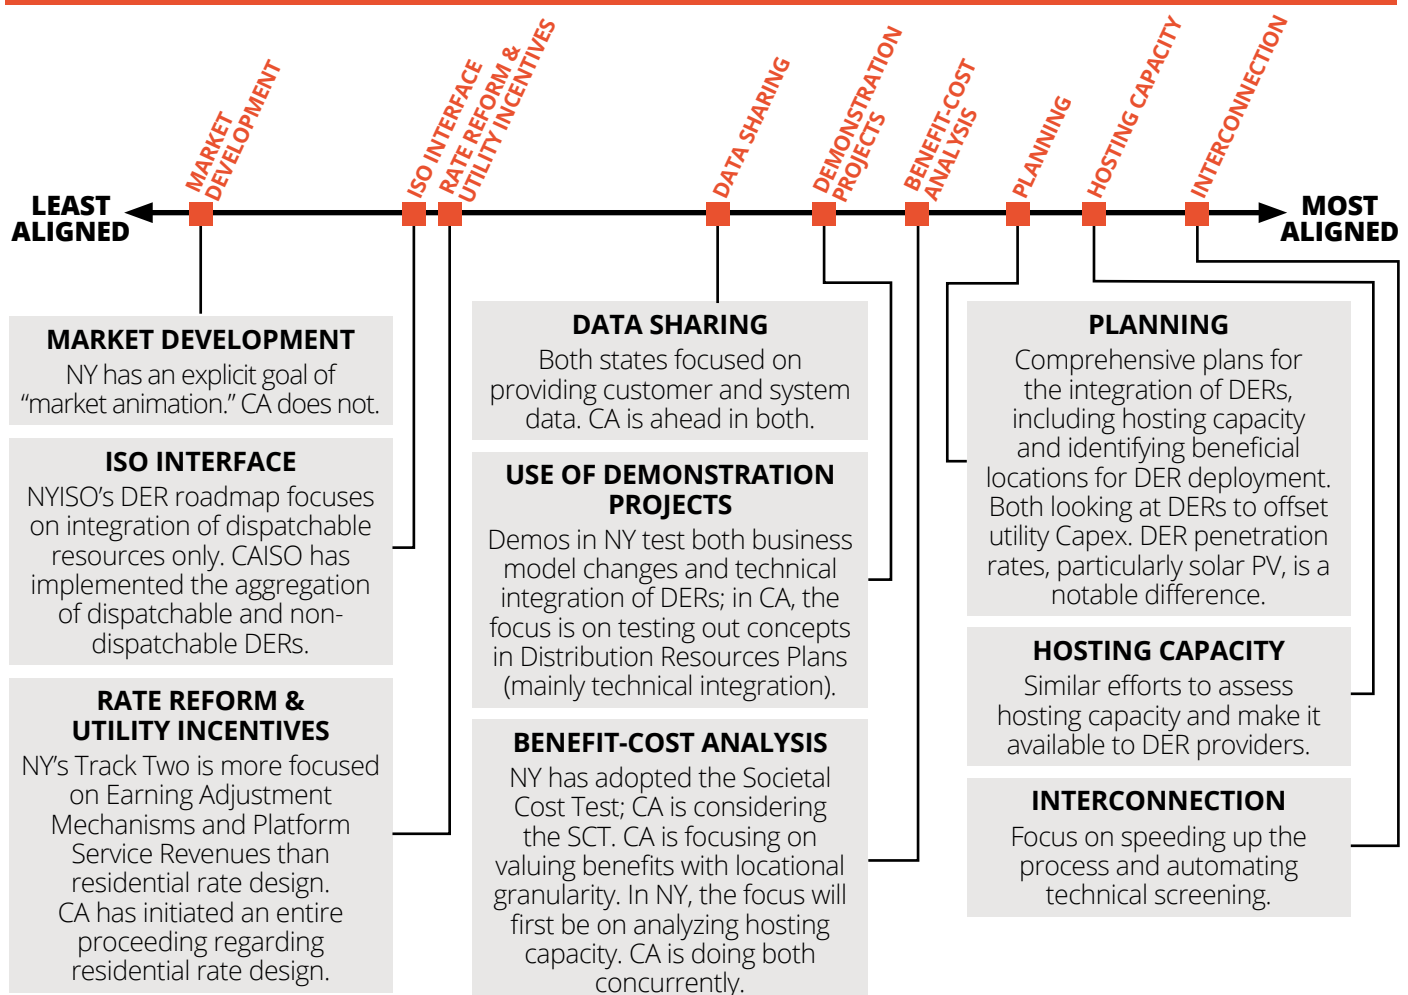 MARKET
DEVELOPMENT
ISO INTERFACE
RATE REFORM &
UTILITY INCENTIVES
DATA SHARING
DEMONSTRATION
PROJECTS
BENEFIT-COST
ANALYSIS
PLANNING
HOSTING CAPACITY
INTERCONNECTION
LEAST
ALIGNED
MOST
ALIGNED
MARKET DEVELOPMENT
NY has an explicit goal of
“market animation.” CA does not.
ISO INTERFACE
NYISO’s DER roadmap focuses
on integration of dispatchable
resources only. CAISO has
implemented the aggregation
of dispatchable and non-
dispatchable DERs.
RATE REFORM &
UTILITY INCENTIVES
NY’s Track Two is more focused
on Earning Adjustment
Mechanisms and Platform
Service Revenues than
residential rate design.
CA has initiated an entire
proceeding regarding
residential rate design.
DATA SHARING
Both states focused on
providing customer and system
data. CA is ahead in both.
USE OF DEMONSTRATION
PROJECTS
Demos in NY test both business
model changes and technical
integration of DERs; in CA, the
focus is on testing out concepts
in Distribution Resources Plans
(mainly technical integration).
BENEFIT-COST ANALYSIS
NY has adopted the Societal
Cost Test; CA is considering
the SCT. CA is focusing on
valuing benefits with locational
granularity. In NY, the focus will
first be on analyzing hosting
capacity. CA is doing both
concurrently.
PLANNING
Comprehensive plans for
the integration of DERs,
including hosting capacity
and identifying beneficial
locations for DER deployment.
Both looking at DERs to offset
utility Capex. DER penetration
rates, particularly solar PV, is a
notable difference.
HOSTING CAPACITY
Similar efforts to assess
hosting capacity and make it
available to DER providers.
INTERCONNECTION
Focus on speeding up the
process and automating
technical screening.